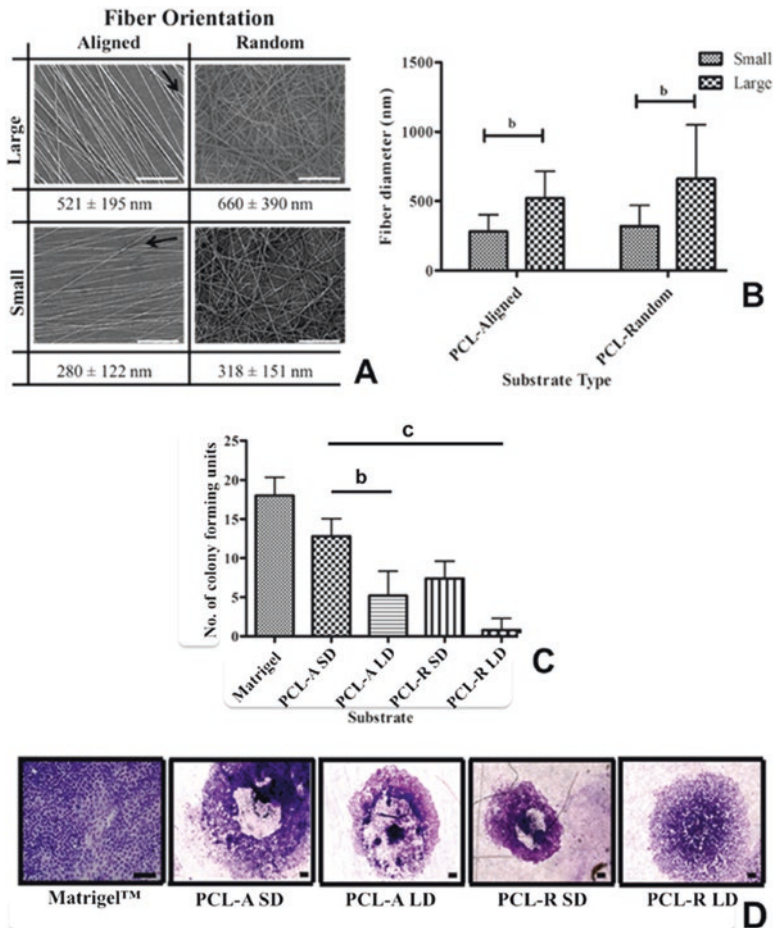 Fiber Orientation
Aligned Random
Large
521 ± 195 nm 660 ± 390 nm
Small
280 ± 122 nm 318 ± 151 nm
A
Fiber diameter (nm)
1500
1000
500
0
b
b
Small
Large
PCL-Aligned
PCL-Random
Substrate Type
B
No. of colony forming units
25
20
15
10
5
0
c
b
Matrigel
PCL-A SD
PCL-A LD
PCL-R SD
PCL-R LD
Substrate
C
Matrigel™ PCL-A SD PCL-A LD PCL-R SD PCL-R LD
D